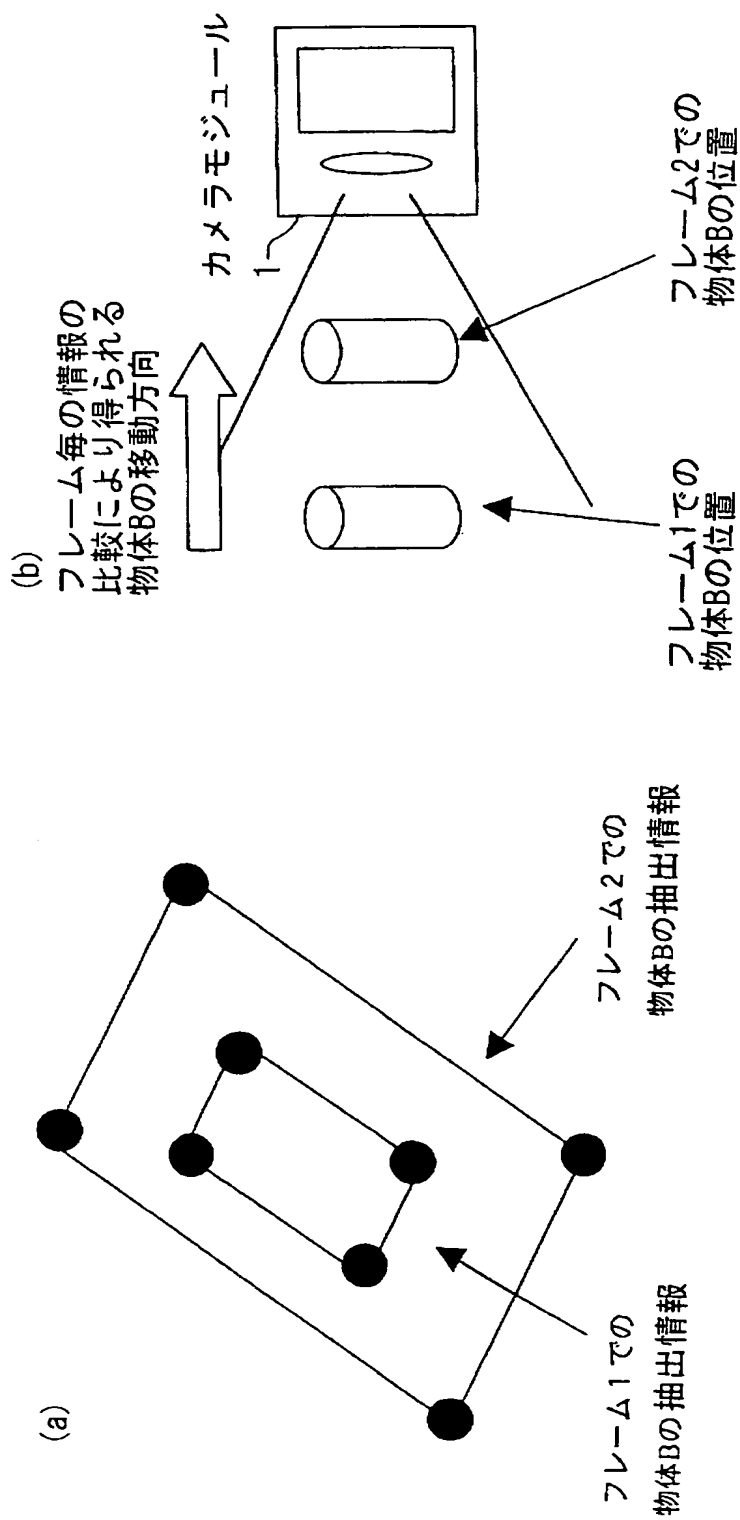 (a)
フレーム1での
物体Bの抽出情報
フレーム2での
物体Bの抽出情報
(b)
フレーム毎の情報の
比較により得られる
物体Bの移動方向
カメラモジュール
1
フレーム1での
物体Bの位置
フレーム2での
物体Bの位置